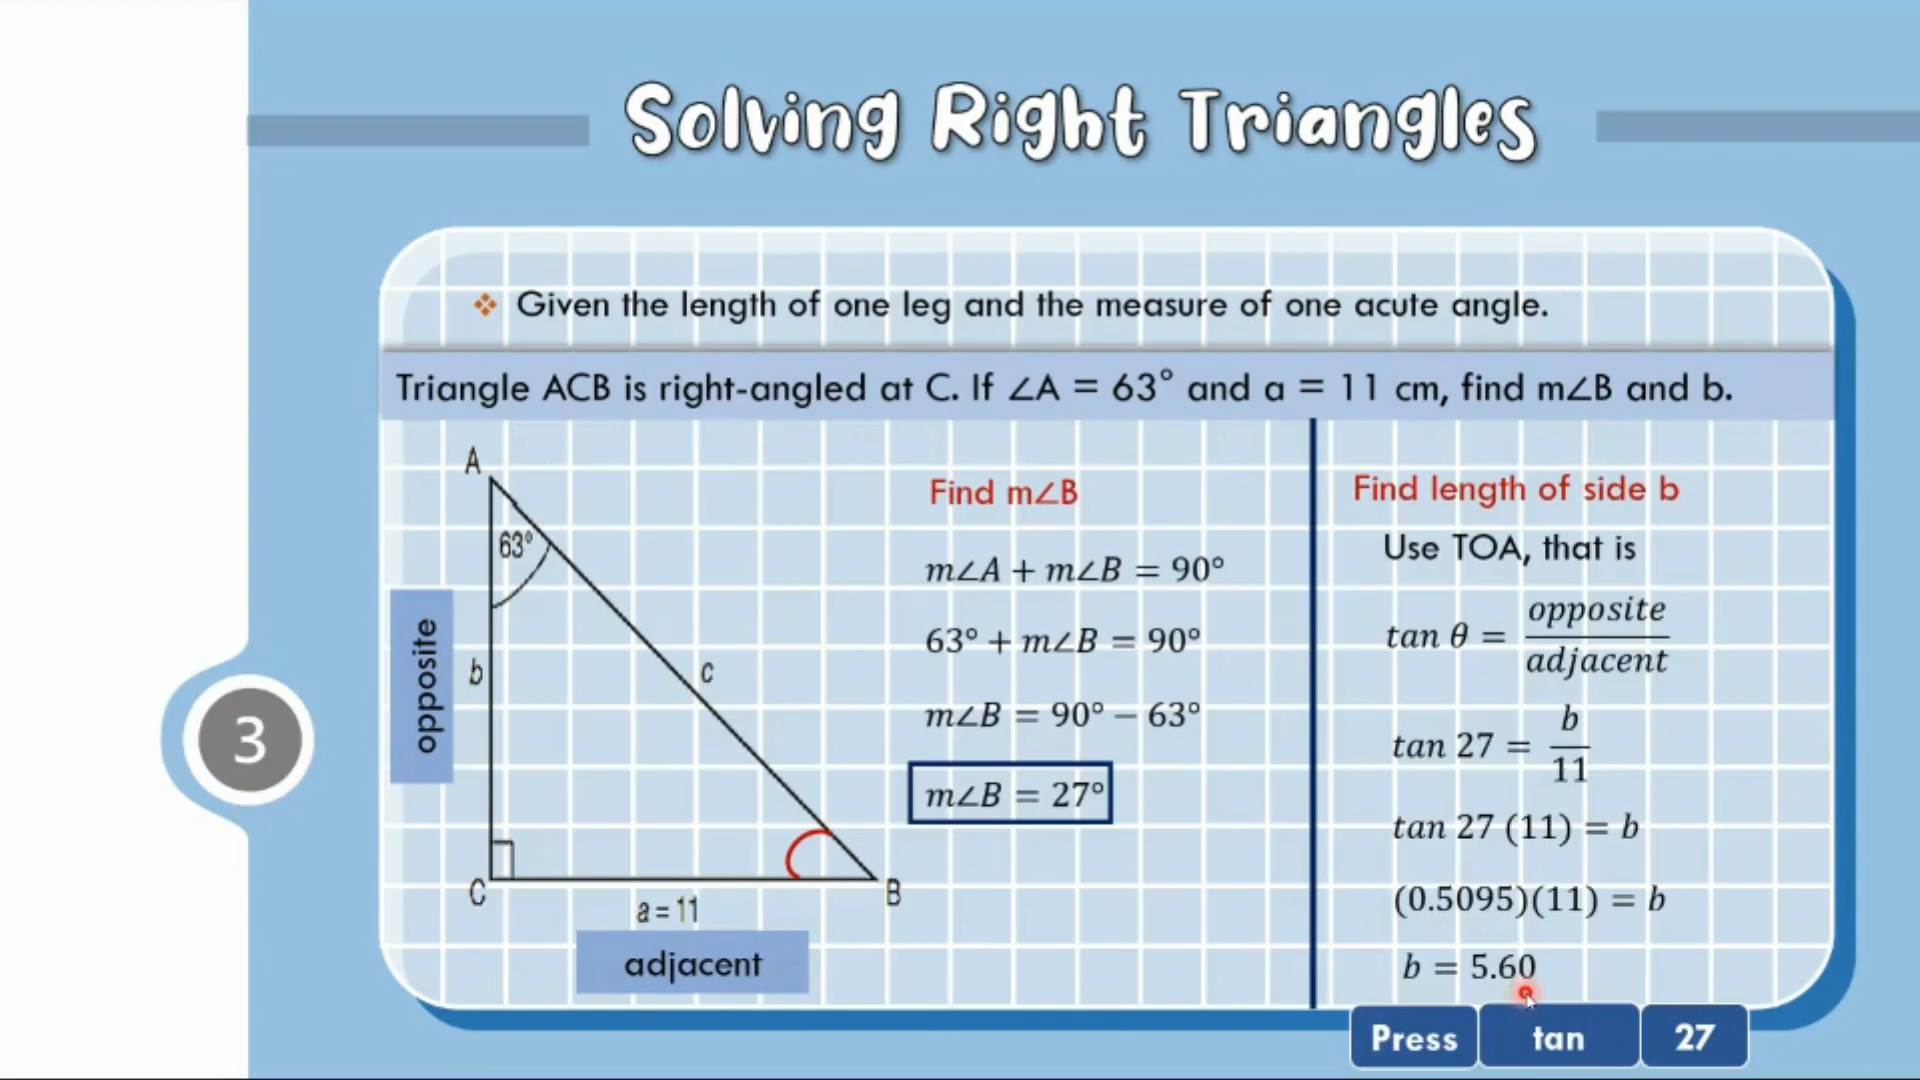 Solving Right Triangles
❖ Given the length of one leg and the measure of one acute angle.
Triangle ACB is right-angled at C. If ∠A = 63° and a = 11 cm, find m∠B and b.
A
63°
opposite
b
c
C
B
a = 11
adjacent
Find m∠B
m∠A + m∠B = 90°
63° + m∠B = 90°
m∠B = 90° − 63°
m∠B = 27°
Find length of side b
Use TOA, that is
tan θ = opposite / adjacent
tan 27 = b / 11
tan 27 (11) = b
(0.5095)(11) = b
b = 5.60
Press tan 27
3